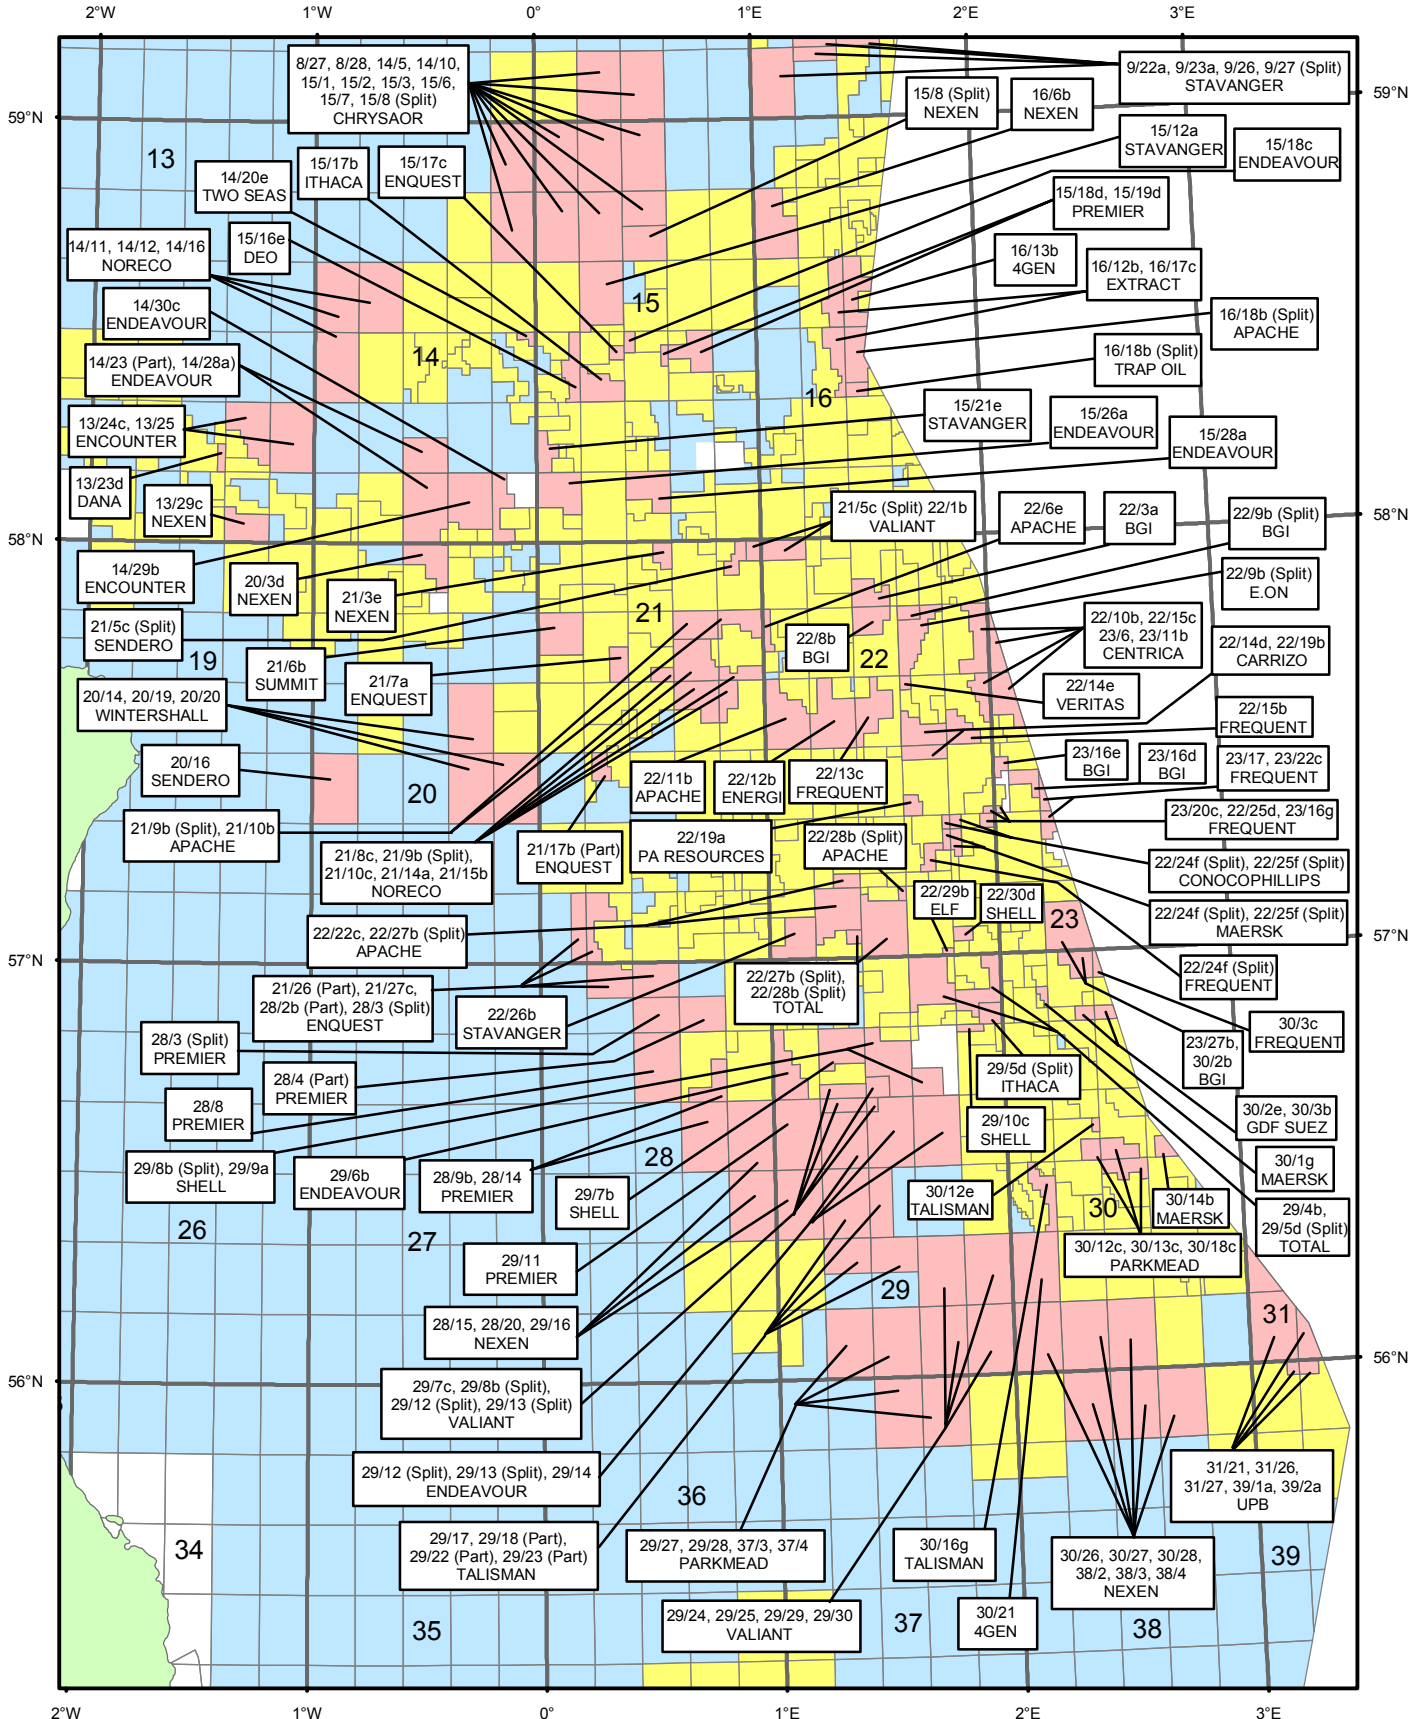 2°W
1°W
0°
1°E
2°E
3°E
8/27, 8/28, 14/5, 14/10,
15/1, 15/2, 15/3, 15/6,
15/7, 15/8 (Split)
CHRYSAOR
9/22a, 9/23a, 9/26, 9/27 (Split)
STAVANGER
15/8 (Split)
NEXEN
16/6b
NEXEN
59°N
59°N
13
15/12a
STAVANGER
15/18c
ENDEAVOUR
14/20e
TWO SEAS
15/17b
ITHACA
15/17c
ENQUEST
15/18d, 15/19d
PREMIER
14/11, 14/12, 14/16
NORECO
15/16e
DEO
16/13b
4GEN
16/12b, 16/17c
EXTRACT
14/30c
ENDEAVOUR
15
16/18b (Split)
APACHE
14/23 (Part), 14/28a)
ENDEAVOUR
14
16/18b (Split)
TRAP OIL
16
13/24c, 13/25
ENCOUNTER
15/21e
STAVANGER
15/26a
ENDEAVOUR
15/28a
ENDEAVOUR
13/23d
DANA
13/29c
NEXEN
21/5c (Split) 22/1b
VALIANT
22/6e
APACHE
22/3a
BGI
22/9b (Split)
BGI
58°N
58°N
14/29b
ENCOUNTER
20/3d
NEXEN
21/3e
NEXEN
22/9b (Split)
E.ON
21/5c (Split)
SENDERO
19
21
22/8b
BGI
22
22/10b, 22/15c
23/6, 23/11b
CENTRICA
22/14d, 22/19b
CARRIZO
21/6b
SUMMIT
21/7a
ENQUEST
22/14e
VERITAS
20/14, 20/19, 20/20
WINTERSHALL
22/15b
FREQUENT
20/16
SENDERO
20
22/11b
APACHE
22/12b
ENERGI
22/13c
FREQUENT
23/16e
BGI
23/16d
BGI
23/17, 23/22c
FREQUENT
21/9b (Split), 21/10b
APACHE
21/8c, 21/9b (Split),
21/10c, 21/14a, 21/15b
NORECO
21/17b (Part)
ENQUEST
22/19a
PA RESOURCES
22/28b (Split)
APACHE
23/20c, 22/25d, 23/16g
FREQUENT
22/24f (Split), 22/25f (Split)
CONOCOPHILLIPS
22/29b
ELF
22/30d
SHELL
23
22/24f (Split), 22/25f (Split)
MAERSK
22/22c, 22/27b (Split)
APACHE
57°N
57°N
22/24f (Split)
FREQUENT
21/26 (Part), 21/27c,
28/2b (Part), 28/3 (Split)
ENQUEST
22/26b
STAVANGER
22/27b (Split),
22/28b (Split)
TOTAL
30/3c
FREQUENT
28/3 (Split)
PREMIER
23/27b,
30/2b
BGI
28/4 (Part)
PREMIER
29/5d (Split)
ITHACA
28/8
PREMIER
29/10c
SHELL
30/2e, 30/3b
GDF SUEZ
29/8b (Split), 29/9a
SHELL
29/6b
ENDEAVOUR
28/9b, 28/14
PREMIER
28
29/7b
SHELL
30/1g
MAERSK
30/12e
TALISMAN
30
30/14b
MAERSK
29/4b,
29/5d (Split)
TOTAL
26
27
30/12c, 30/13c, 30/18c
PARKMEAD
29/11
PREMIER
29
31
28/15, 28/20, 29/16
NEXEN
56°N
56°N
29/7c, 29/8b (Split),
29/12 (Split), 29/13 (Split)
VALIANT
29/12 (Split), 29/13 (Split), 29/14
ENDEAVOUR
36
31/21, 31/26,
31/27, 39/1a, 39/2a
UPB
34
29/17, 29/18 (Part),
29/22 (Part), 29/23 (Part)
TALISMAN
29/27, 29/28, 37/3, 37/4
PARKMEAD
30/16g
TALISMAN
30/26, 30/27, 30/28,
38/2, 38/3, 38/4
NEXEN
39
35
29/24, 29/25, 29/29, 29/30
VALIANT
37
30/21
4GEN
38
2°W
1°W
0°
1°E
2°E
3°E